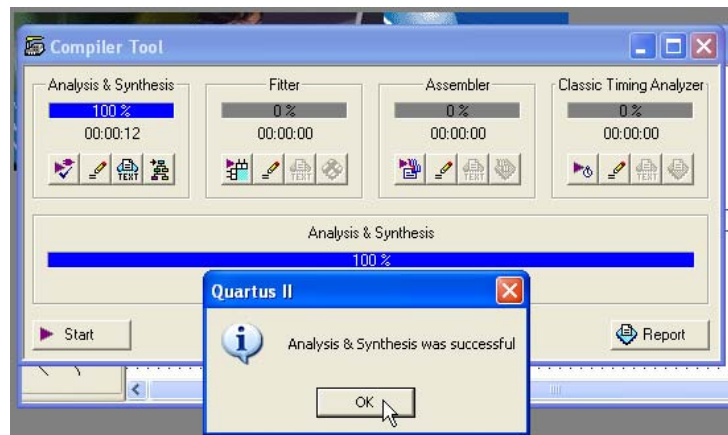 Compiler Tool
Analysis & Synthesis
Fitter
Assembler
Classic Timing Analyzer
100 %
0 %
0 %
0 %
00:00:12
00:00:00
00:00:00
00:00:00
TEXT
TEXT
TEXT
TEXT
Analysis & Synthesis
100 %
Quartus II
Analysis & Synthesis was successful
Start
Report
OK